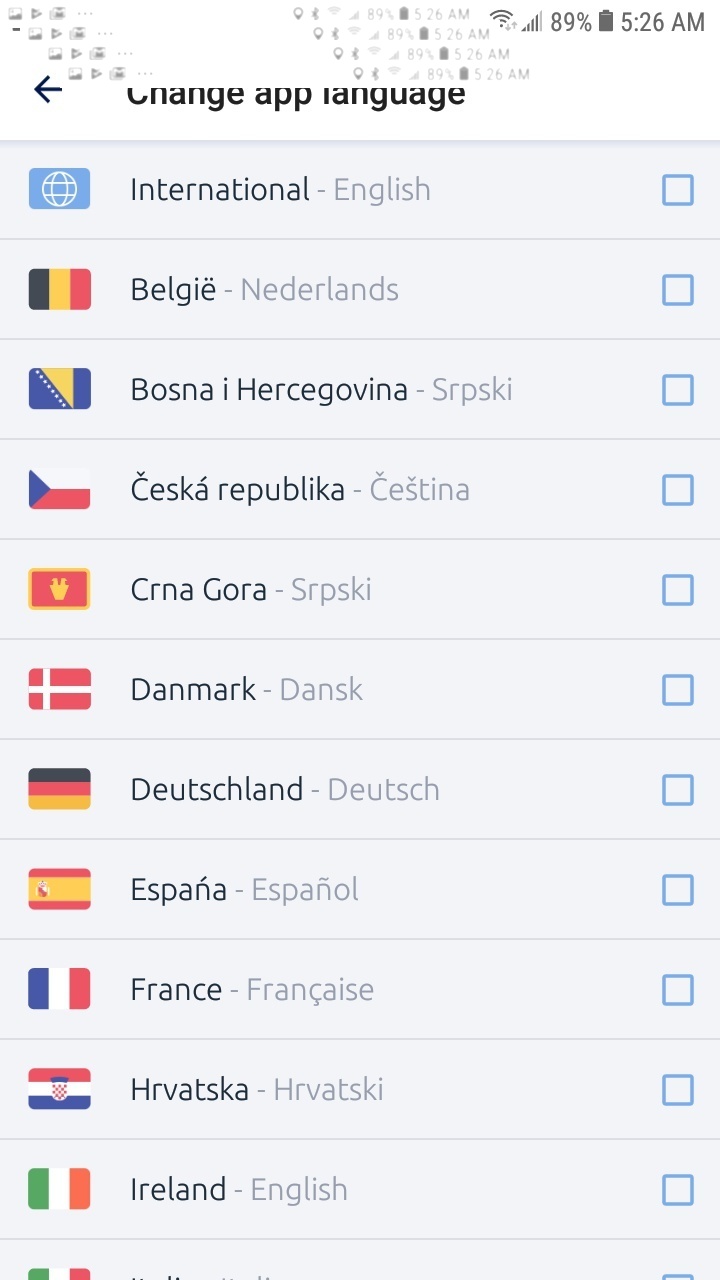 89% 5:26 AM
89% 5 26 AM
89% 5 26 AM
89% 5 26 AM
89% 5 26 AM
Change app language
International - English
België - Nederlands
Bosna i Hercegovina - Srpski
Česká republika - Čeština
Crna Gora - Srpski
Danmark - Dansk
Deutschland - Deutsch
Espańa - Español
France - Française
Hrvatska - Hrvatski
Ireland - English